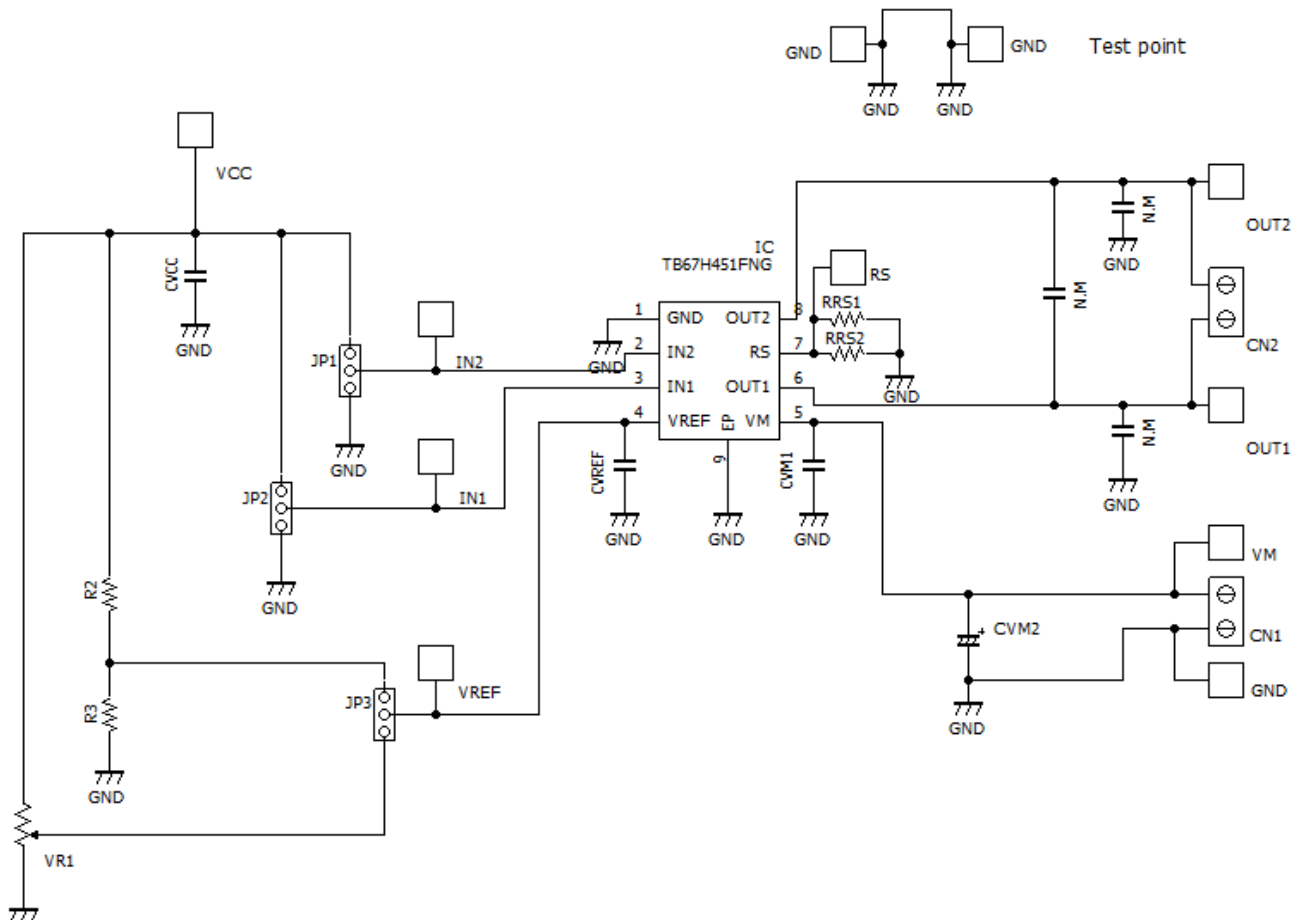 GND
GND
Test point
GND
GND
VCC
CVCC
GND
JP1
GND
IN2
JP2
GND
IN1
R2
R3
GND
JP3
VREF
VR1
IC
TB67H451FNG
1
GND
OUT2
8
2
IN2
RS
7
3
IN1
OUT1
6
4
VREF
VM
5
EP
9
GND
RS
RRS1
RRS2
GND
CVREF
GND
GND
CVM1
GND
N.M
GND
N.M
N.M
GND
OUT2
CN2
OUT1
VM
CN1
GND
+
CVM2
GND